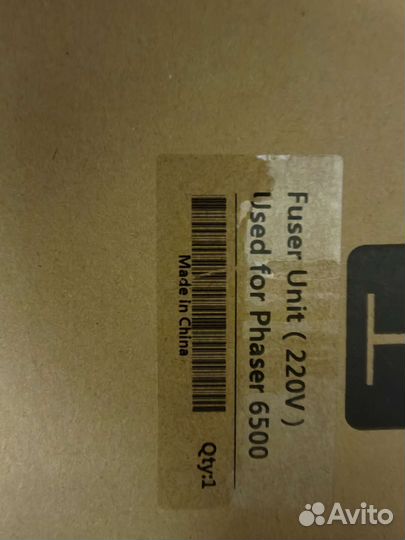 Fuser Unit ( 220V )
Used for Phaser 6500
Made in China
Qty:1
Avito